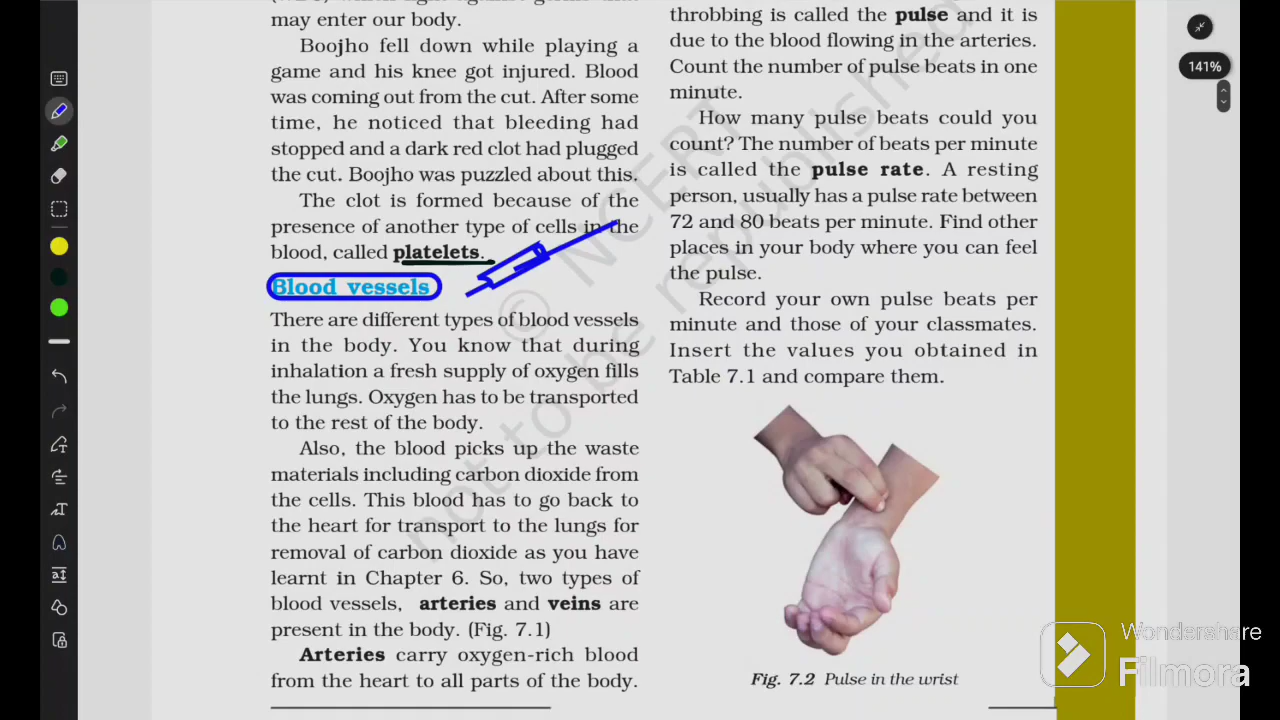 may enter our body.
Boojho fell down while playing a
game and his knee got injured. Blood
was coming out from the cut. After some
time, he noticed that bleeding had
stopped and a dark red clot had plugged
the cut. Boojho was puzzled about this.
The clot is formed because of the
presence of another type of cells in the
blood, called platelets.
Blood vessels
There are different types of blood vessels
in the body. You know that during
inhalation a fresh supply of oxygen fills
the lungs. Oxygen has to be transported
to the rest of the body.
Also, the blood picks up the waste
materials including carbon dioxide from
the cells. This blood has to go back to
the heart for transport to the lungs for
removal of carbon dioxide as you have
learnt in Chapter 6. So, two types of
blood vessels, arteries and veins are
present in the body. (Fig. 7.1)
Arteries carry oxygen-rich blood
from the heart to all parts of the body.
throbbing is called the pulse and it is
due to the blood flowing in the arteries.
Count the number of pulse beats in one
minute.
How many pulse beats could you
count? The number of beats per minute
is called the pulse rate. A resting
person, usually has a pulse rate between
72 and 80 beats per minute. Find other
places in your body where you can feel
the pulse.
Record your own pulse beats per
minute and those of your classmates.
Insert the values you obtained in
Table 7.1 and compare them.
Fig. 7.2 Pulse in the wrist
© NCERT
not to be republished
141%
Wondershare
Filmora